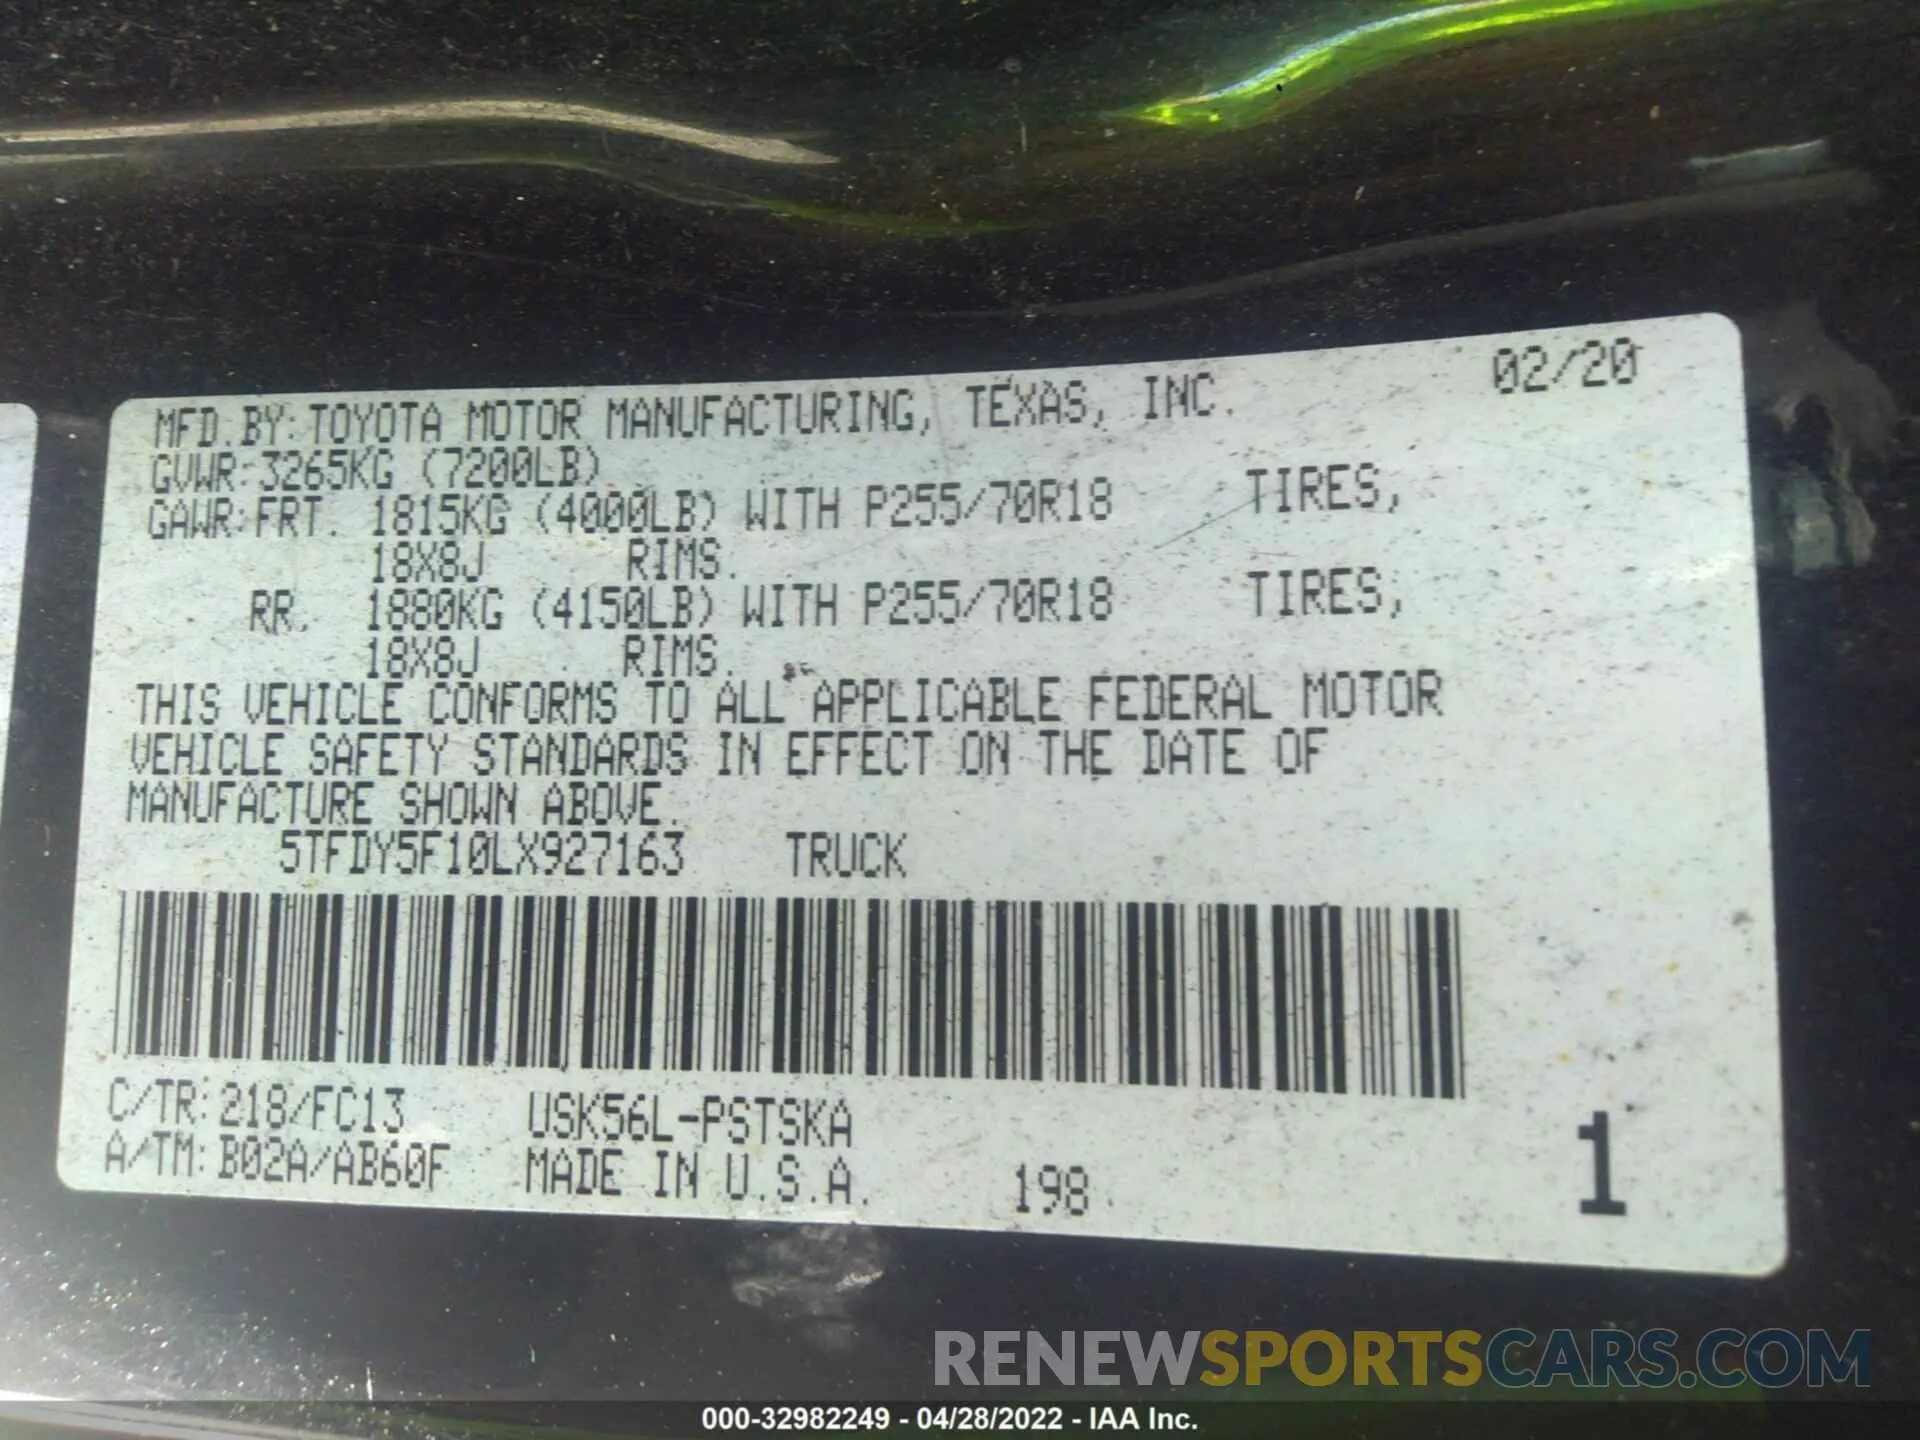 02/20
MFD.BY:TOYOTA MOTOR MANUFACTURING, TEXAS, INC.
GVWR:3265KG (7200LB)
GAWR:FRT. 1815KG (4000LB) WITH P255/70R18 TIRES,
18X8J RIMS.
RR. 1880KG (4150LB) WITH P255/70R18 TIRES,
18X8J RIMS.
THIS VEHICLE CONFORMS TO ALL APPLICABLE FEDERAL MOTOR
VEHICLE SAFETY STANDARDS IN EFFECT ON THE DATE OF
MANUFACTURE SHOWN ABOVE.
5TFDY5F10LX927163 TRUCK
C/TR:218/FC13 USK56L-PSTSKA
A/TM:B02A/AB60F MADE IN U.S.A. 198
1
RENEWSPORTSCARS.COM
000-32982249 - 04/28/2022 - IAA Inc.